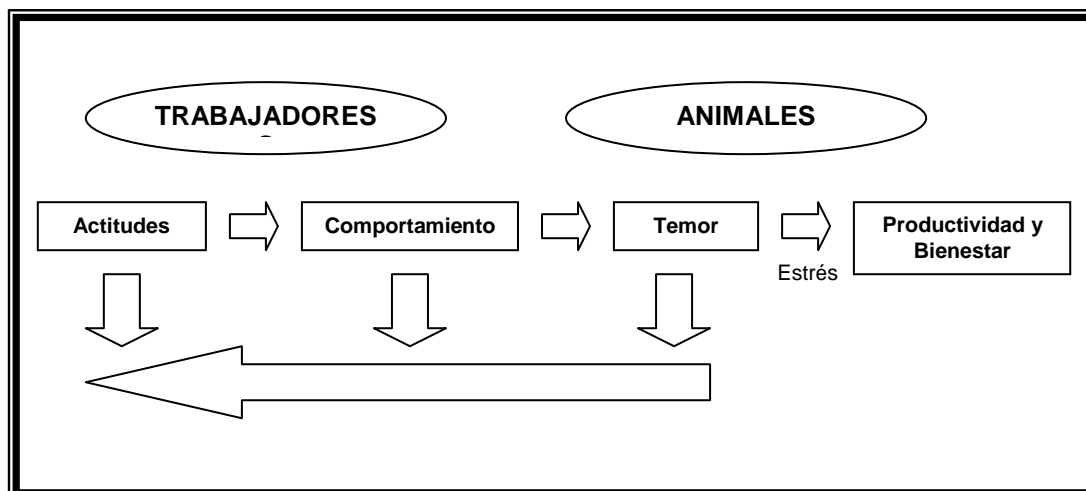 TRABAJADORES
ANIMALES
Actitudes
Comportamiento
Temor
Productividad y
Bienestar
Estrés